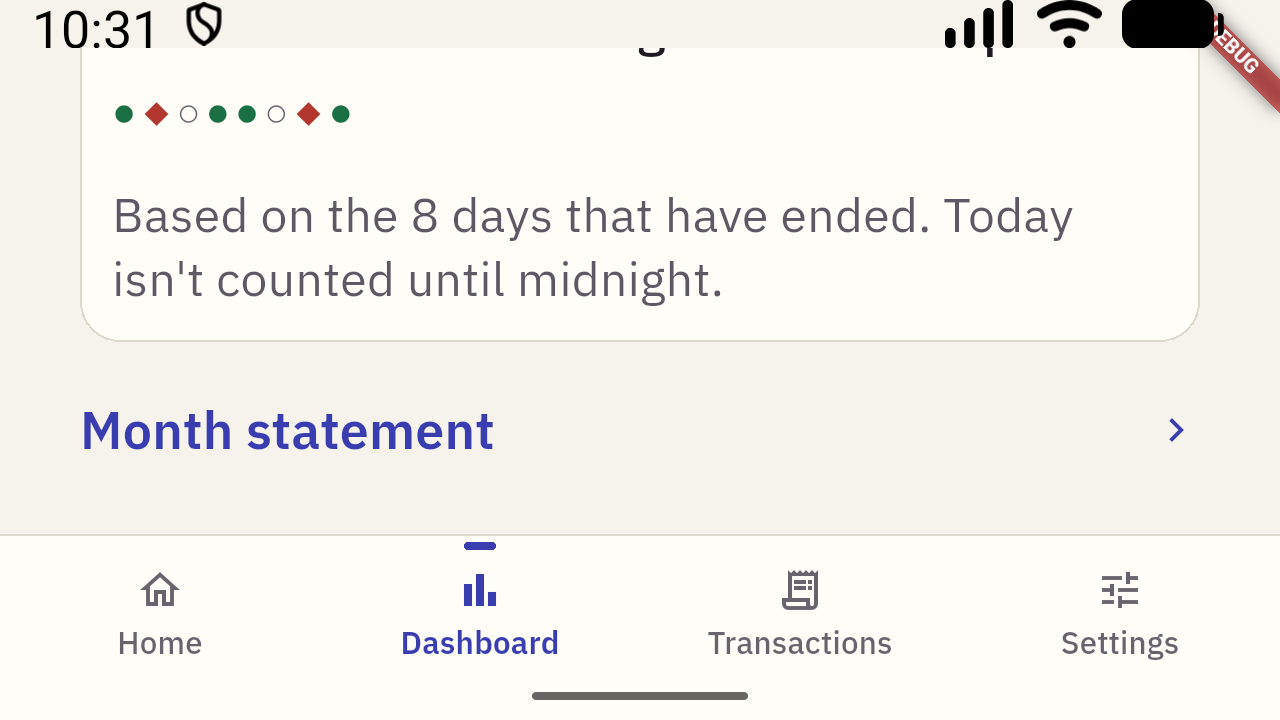 10:31
Based on the 8 days that have ended. Today
isn't counted until midnight.
Month statement
Home
Dashboard
Transactions
Settings